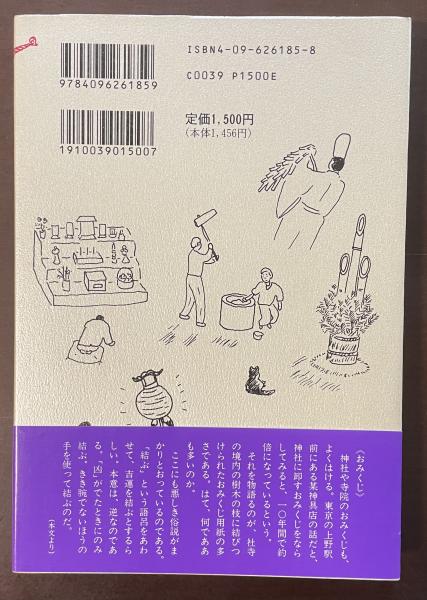 ISBN4-09-626185-8
C0039 P1500E
9784096261859
定価1,500円
(本体1,456円)
1910039015007
《おみくじ》
神社や寺院のおみくじも、
よくはける。東京の上野駅
前にある某神具店の話だと、
神社に卸すおみくじをなら
してみると、一〇年間で約
倍になっているという。
それを物語るのが、社寺
の境内の樹木の枝に結びつ
けられたおみくじ用紙の多
さである。はて、何でああ
も多いのか。
ここにも悪しき俗説がま
かりとおっているのである。
「結ぶ」という語呂をあわ
せて、吉運を結ぶとするら
しい。本意は、逆なのであ
る。「凶」がでたときにのみ
結ぶ。きき腕でないほうの
手を使って結ぶのだ。
(本文より)